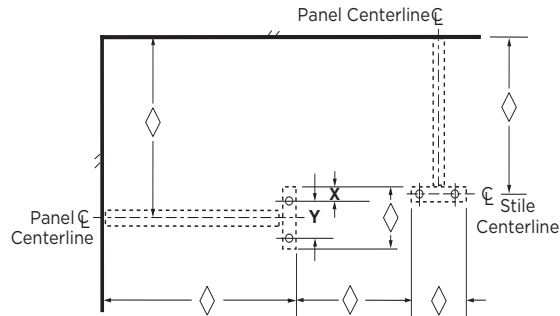 Panel Centerline ℄
X
Y
℄ Stile
Centerline
Panel ℄
Centerline